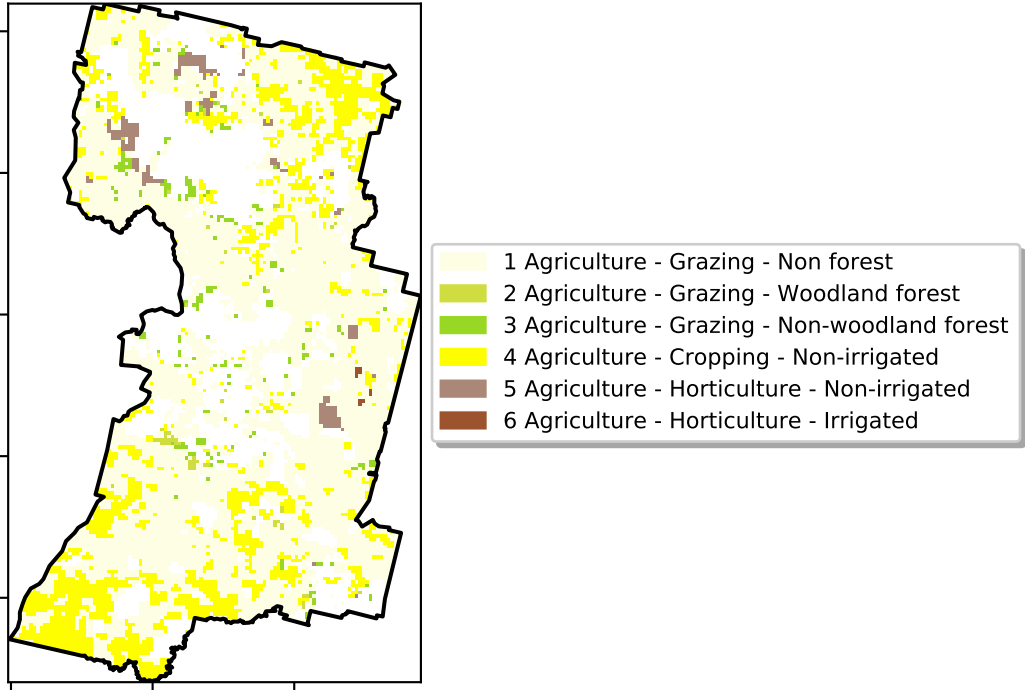 1 Agriculture - Grazing - Non forest
2 Agriculture - Grazing - Woodland forest
3 Agriculture - Grazing - Non-woodland forest
4 Agriculture - Cropping - Non-irrigated
5 Agriculture - Horticulture - Non-irrigated
6 Agriculture - Horticulture - Irrigated